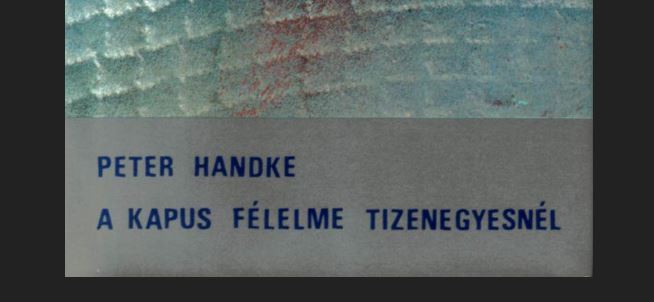 PETER HANDKE
A KAPUS FÉLELME TIZENEGYESNÉL